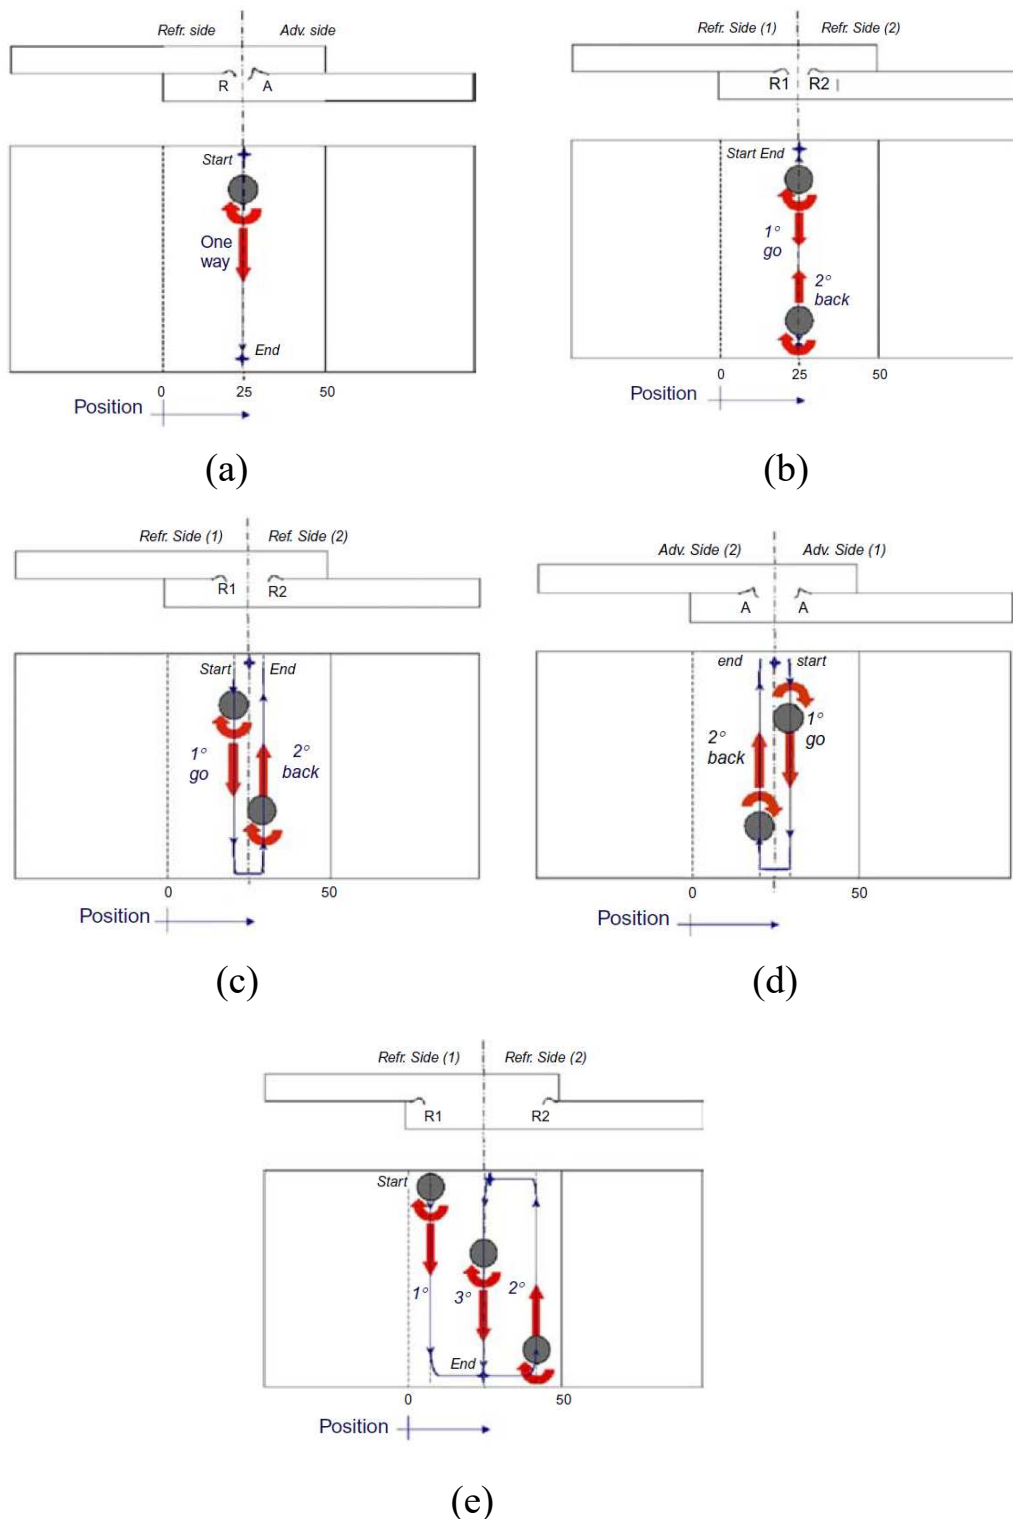 Refr. side Adv. side
R A
Start
One
way
End
0 25 50
Position
(a)
Refr. Side (1) Refr. Side (2)
R1 R2
Start End
1°
go
2°
back
0 25 50
Position
(b)
Refr. Side (1) Ref. Side (2)
R1 R2
Start End
1°
go
2°
back
0 50
Position
(c)
Adv. Side (2) Adv. Side (1)
A A
end start
1°
go
2°
back
0 50
Position
(d)
Refr. Side (1) Refr. Side (2)
R1 R2
Start
1° 3° 2°
End
0 50
Position
(e)